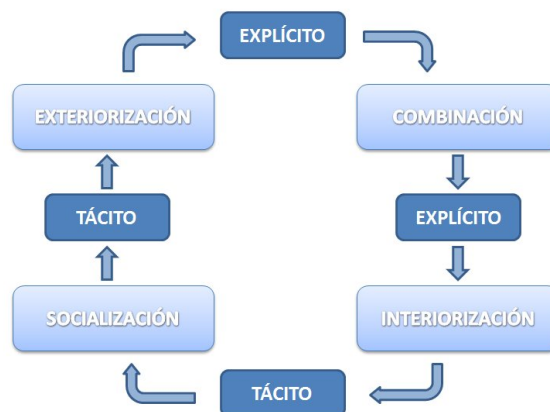 EXPLÍCITO
EXTERIORIZACIÓN
COMBINACIÓN
TÁCITO
EXPLÍCITO
SOCIALIZACIÓN
INTERIORIZACIÓN
TÁCITO